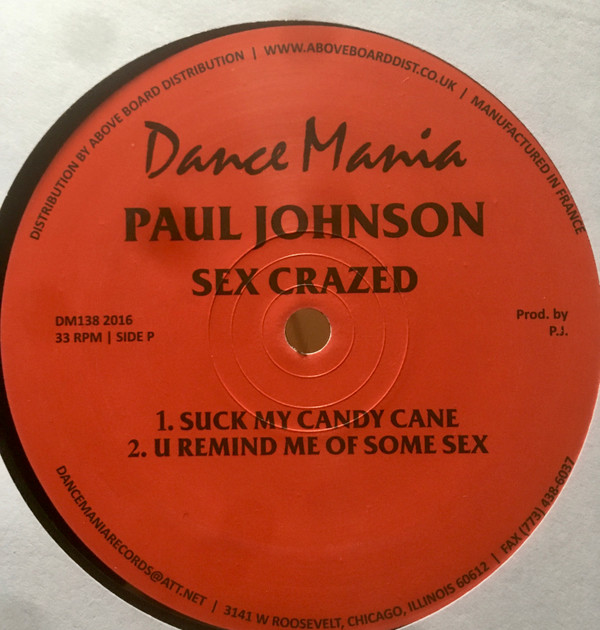 DISTRIBUTION BY ABOVE BOARD DISTRIBUTION | WWW.ABOVEBOARDDIST.CO.UK | MANUFACTURED IN FRANCE
Dance Mania
PAUL JOHNSON
SEX CRAZED
DM138 2016
33 RPM | SIDE P
Prod. by
P.J.
1. SUCK MY CANDY CANE
2. U REMIND ME OF SOME SEX
DANCEMANIARECORDS@ATT.NET | 3141 W ROOSEVELT, CHICAGO, ILLINOIS 60612 | FAX (773) 438-6037